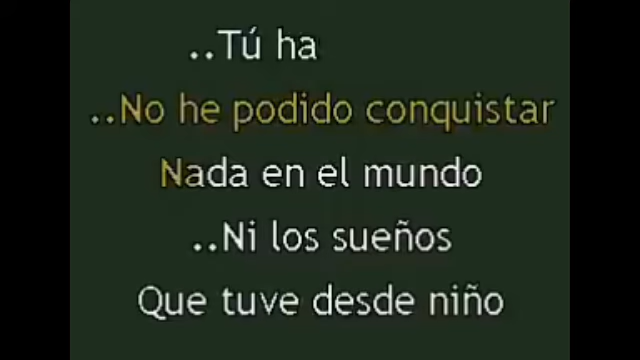 ..Tú ha
..No he podido conquistar
Nada en el mundo
..Ni los sueños
Que tuve desde niño